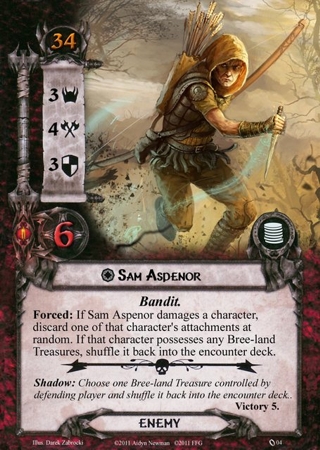 34
3
4
3
6
Sam Aspenor
Bandit.
Forced: If Sam Aspenor damages a character,
discard one of that character's attachments at
random. If that character possesses any Bree-land
Treasures, shuffle it back into the encounter deck.
Shadow: Choose one Bree-land Treasure controlled by
defending player and shuffle it back into the encounter deck..
Victory 5.
ENEMY
Illus. Darek Zabrocki
©2011 Aidyn Newman ©2011 FFG
04